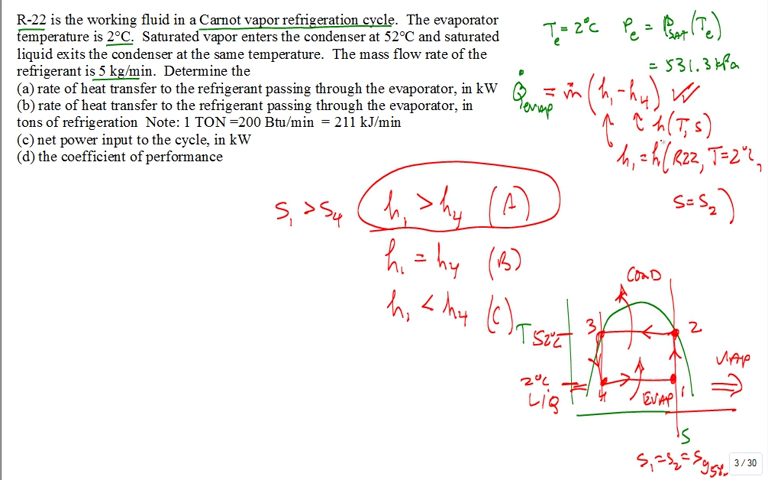 R-22 is the working fluid in a Carnot vapor refrigeration cycle. The evaporator
temperature is 2°C. Saturated vapor enters the condenser at 52°C and saturated
liquid exits the condenser at the same temperature. The mass flow rate of the
refrigerant is 5 kg/min. Determine the
(a) rate of heat transfer to the refrigerant passing through the evaporator, in kW
(b) rate of heat transfer to the refrigerant passing through the evaporator, in
tons of refrigeration Note: 1 TON =200 Btu/min = 211 kJ/min
(c) net power input to the cycle, in kW
(d) the coefficient of performance
Te = 2°C Pe = PSAT(Te)
= 531.3 kPa
Q̇evap = ṁ(h1-h4)
h(T,S)
h1 = h(R22, T=2°C,
S=S2)
S1 > S4 h1 > h4 (A)
h1 = h4 (B)
h1 < h4 (C)
COND
T 52°C 3 2
2°C 4 EVAP 1 VAP
LIQ
S
S1=S2=Sg52
3 / 30